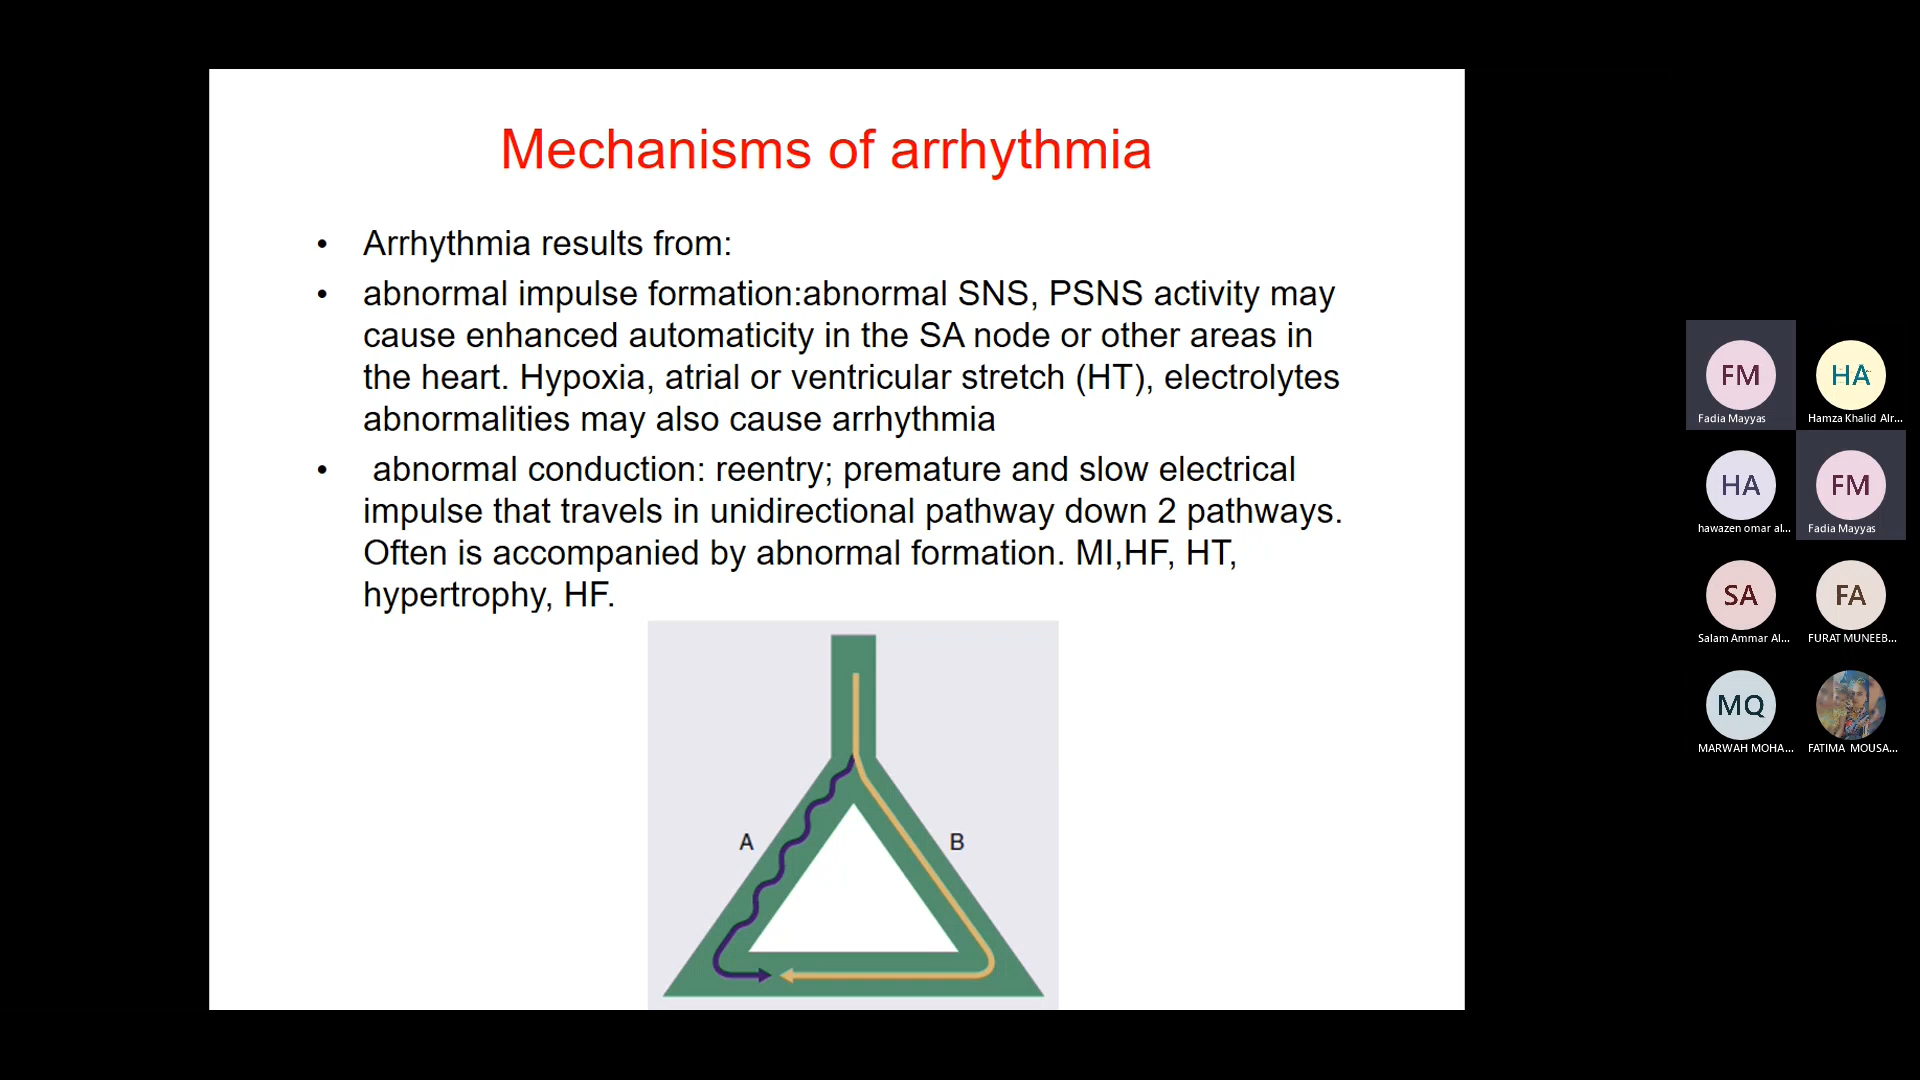 Mechanisms of arrhythmia
• Arrhythmia results from:
• abnormal impulse formation:abnormal SNS, PSNS activity may
cause enhanced automaticity in the SA node or other areas in
the heart. Hypoxia, atrial or ventricular stretch (HT), electrolytes
abnormalities may also cause arrhythmia
• abnormal conduction: reentry; premature and slow electrical
impulse that travels in unidirectional pathway down 2 pathways.
Often is accompanied by abnormal formation. MI,HF, HT,
hypertrophy, HF.
A
B
FM
Fadia Mayyas
HA
Hamza Khalid Alr...
HA
hawazen omar al...
FM
Fadia Mayyas
SA
Salam Ammar Al...
FA
FURAT MUNEEB...
MQ
MARWAH MOHA...
FATIMA MOUSA...